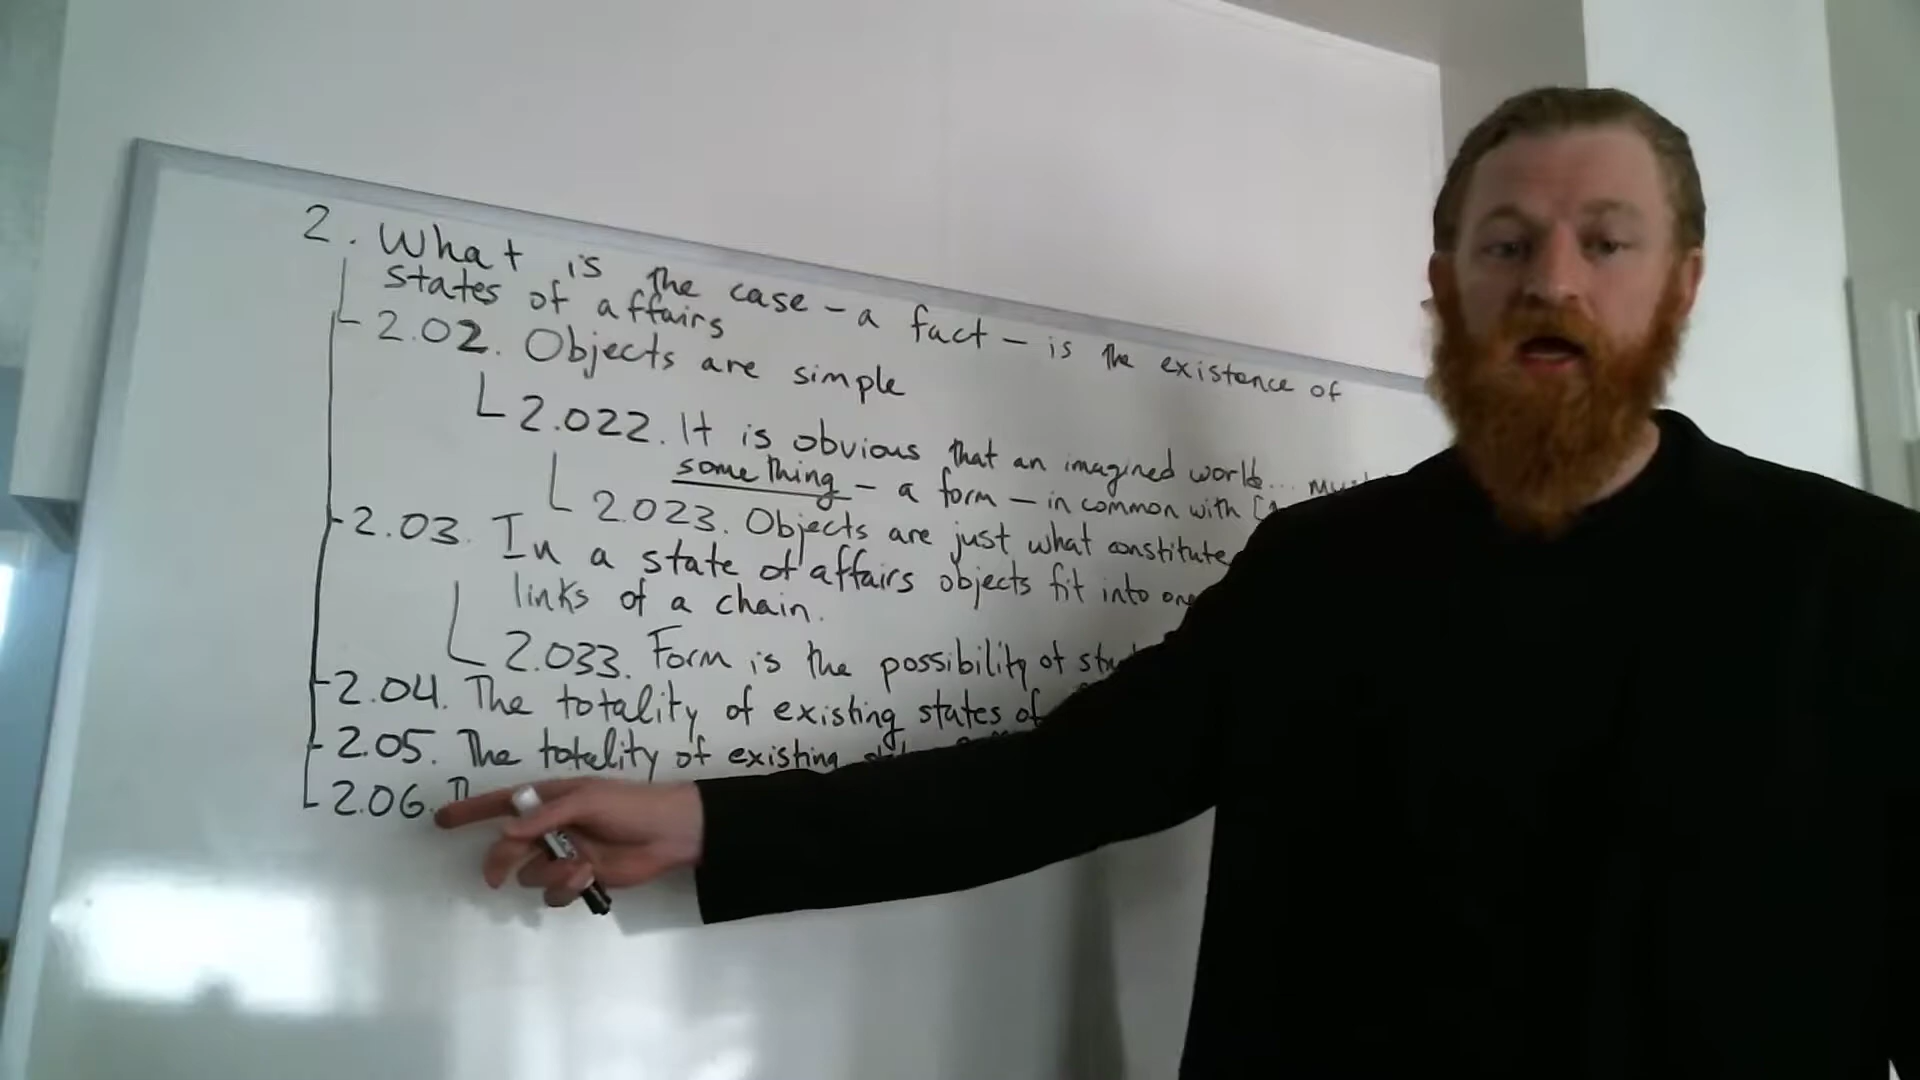 2. What is the case – a fact – is the existence of
states of affairs
2.02. Objects are simple
2.022. It is obvious that an imagined world...
something – a form – in common with
2.023. Objects are just what constitute
2.03. In a state of affairs objects fit into
links of a chain.
2.033. Form is the possibility of
2.04. The totality of existing states of
2.05. The totality of existing
2.06.